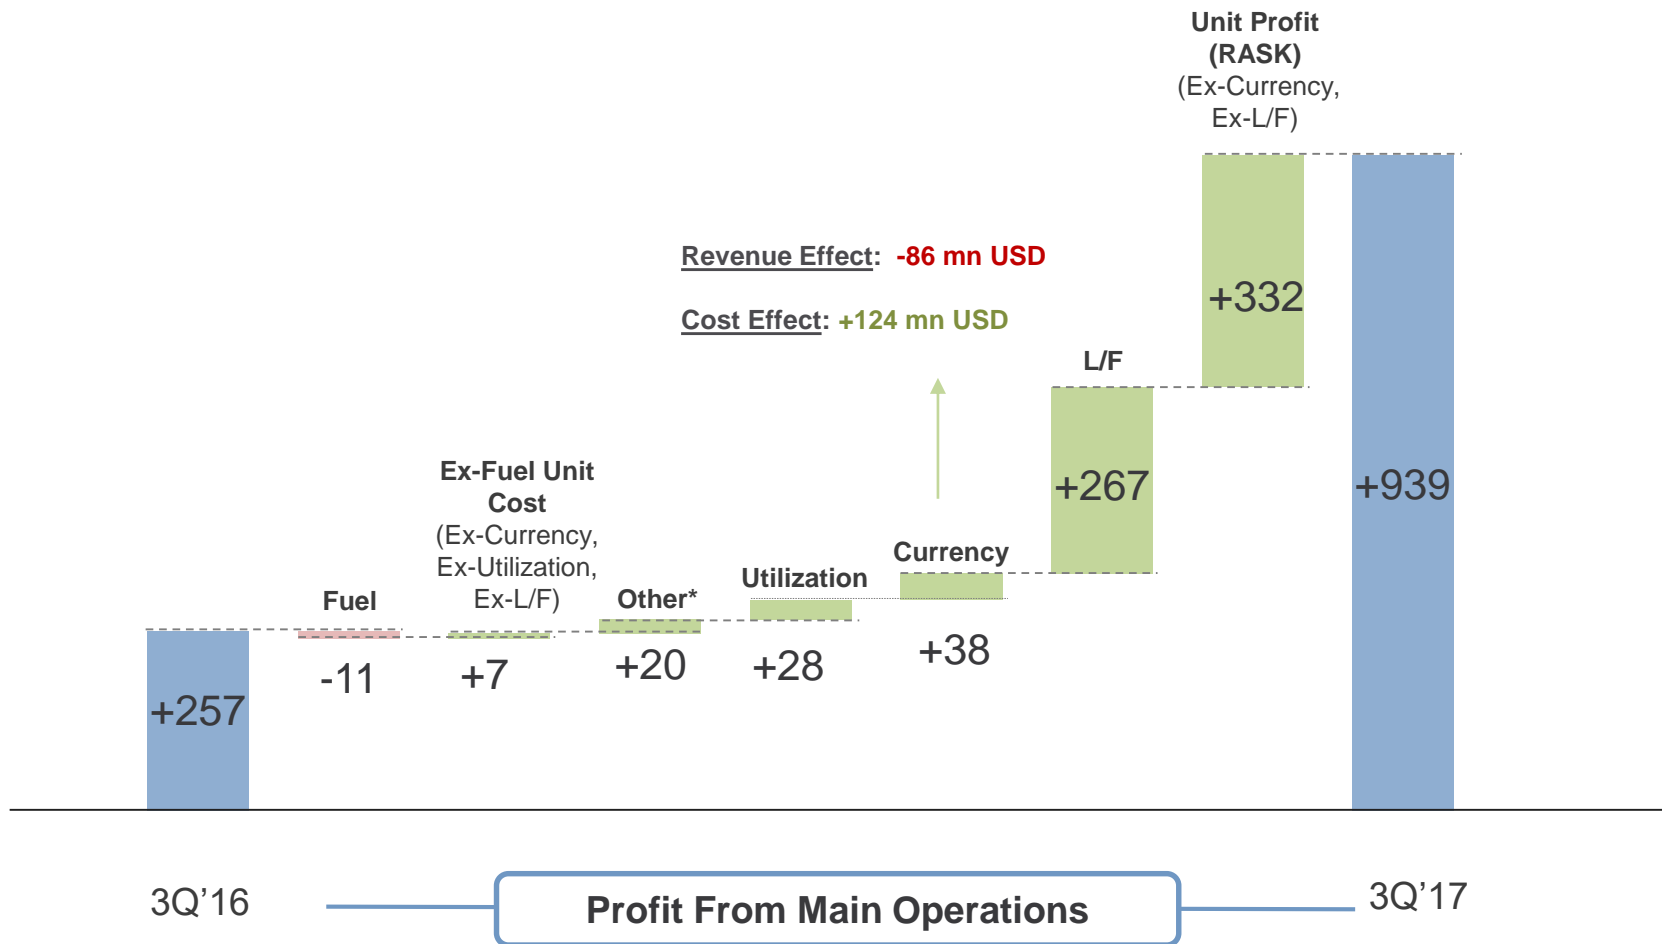 Unit Profit
(RASK)
(Ex-Currency,
Ex-L/F)
Revenue Effect: -86 mn USD
+332
Cost Effect: +124 mn USD
L/F
Ex-Fuel Unit
Cost
(Ex-Currency,
Ex-Utilization,
Ex-L/F)
+267
+939
Currency
Utilization
Fuel
Other*
-11
+7
+20
+28
+38
+257
3Q’16
Profit From Main Operations
3Q’17